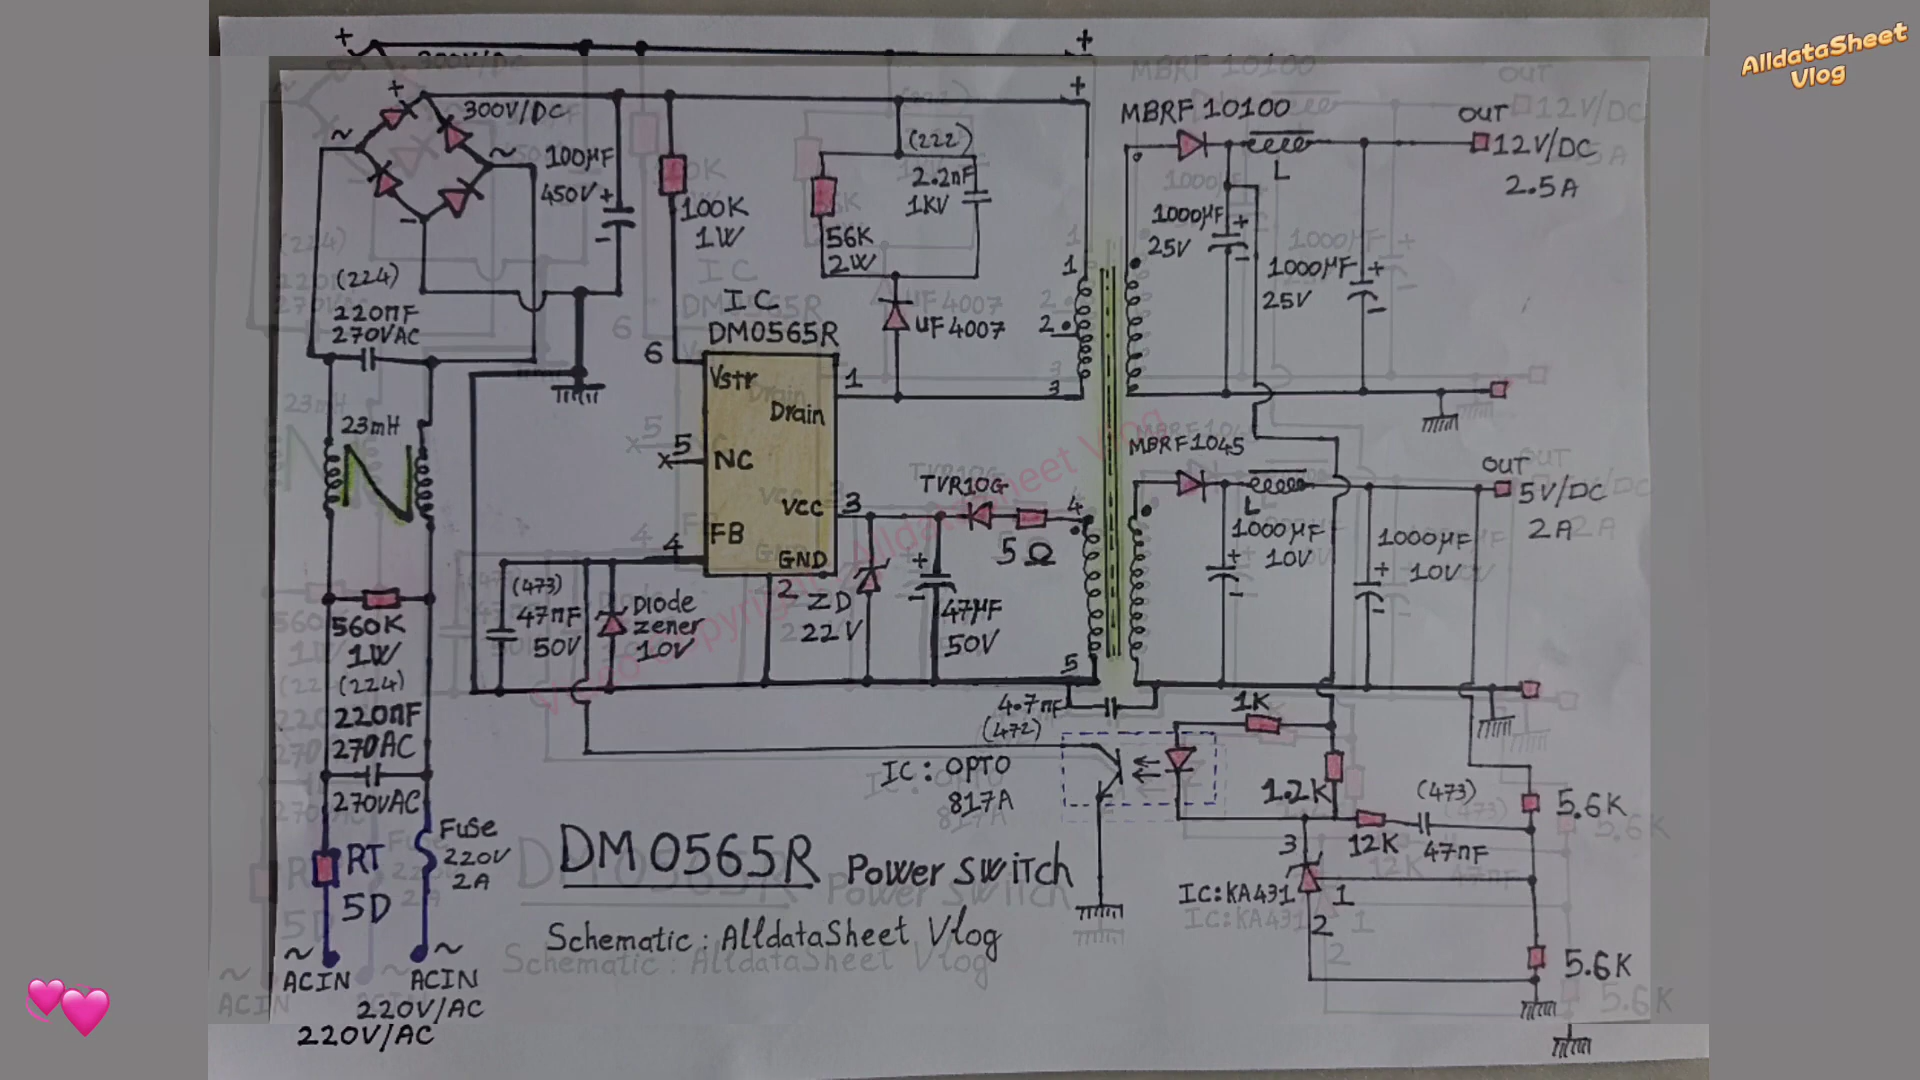 AlldataSheet
Vlog
+
+
+
300V/DC
~
~
-
100µF
450V
+
-
100K
1W
(222)
2.2nF
1KV
56K
2W
UF4007
(224)
220nF
270VAC
IC
DM0565R
6
Vstr
1
Drain
5
NC
VCC
3
FB
4
GND
2
1
2
3
4
5
MBRF 10100
L
OUT
12V/DC
2.5A
1000µF
25V
+
-
1000µF
25V
+
-
MBRF1045
L
OUT
5V/DC
2A
1000µF
10V
+
-
1000µF
10V
+
-
23mH
TVR10G
5Ω
ZD
22V
+
-
47µF
50V
(473)
47nF
50V
Diode
zener
10V
560K
1W
(224)
220nF
270AC
270VAC
4.7nF
(472)
1K
IC: OPTO
817A
1.2K
(473)
12K
47nF
5.6K
3
IC:KA431
1
2
5.6K
RT
5D
Fuse
220V
2A
DM0565R Power Switch
Schematic: AlldataSheet Vlog
~
ACIN
~
ACIN
220V/AC
220V/AC
Copyright AlldataSheet Vlog